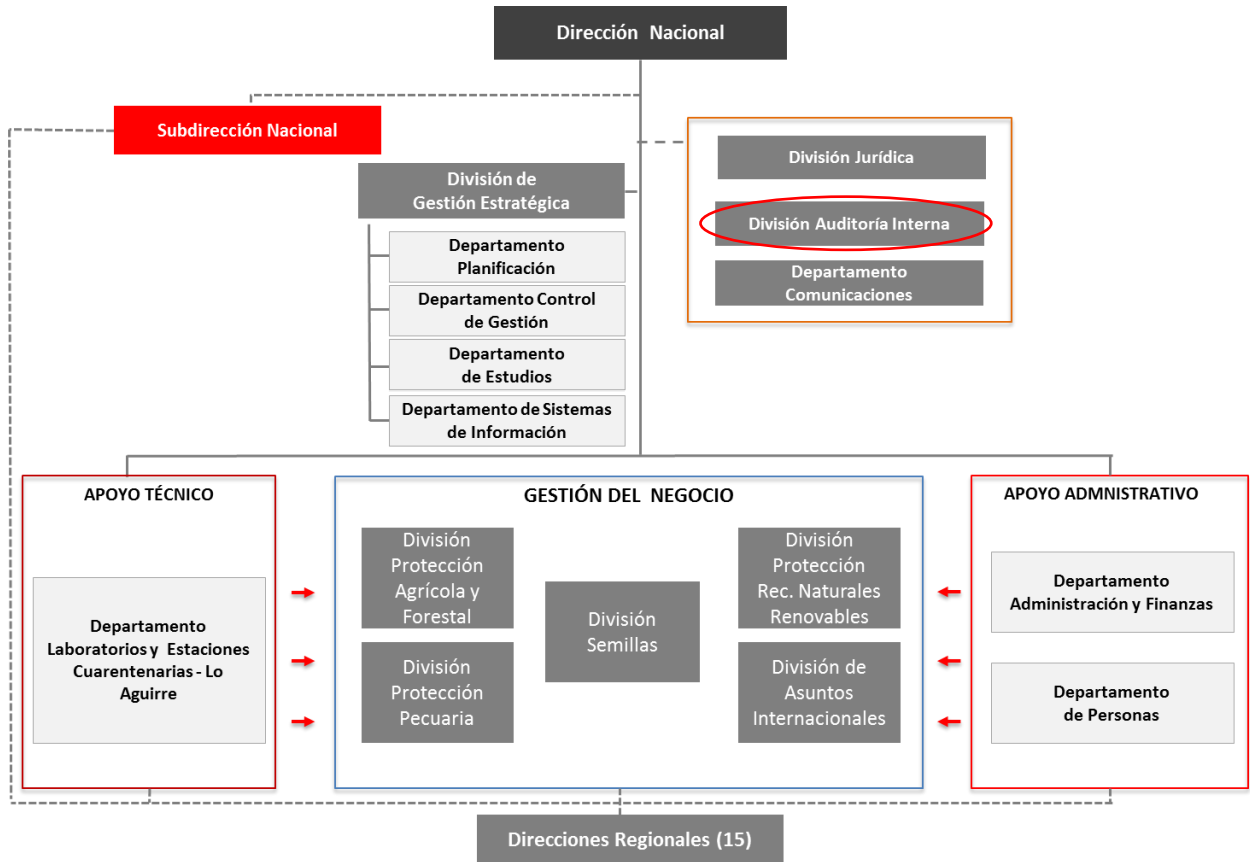 Dirección Nacional
Subdirección Nacional
División Jurídica
División Auditoría Interna
Departamento
Comunicaciones
División de
Gestión Estratégica
Departamento
Planificación
Departamento Control
de Gestión
Departamento
de Estudios
Departamento de Sistemas
de Información
APOYO TÉCNICO
Departamento
Laboratorios y Estaciones
Cuarentenarias - Lo
Aguirre
GESTIÓN DEL NEGOCIO
División
Protección
Agrícola y
Forestal
División
Protección
Pecuaria
División
Semillas
División
Protección
Rec. Naturales
Renovables
División de
Asuntos
Internacionales
APOYO ADMNISTRATIVO
Departamento
Administración y Finanzas
Departamento
de Personas
Direcciones Regionales (15)